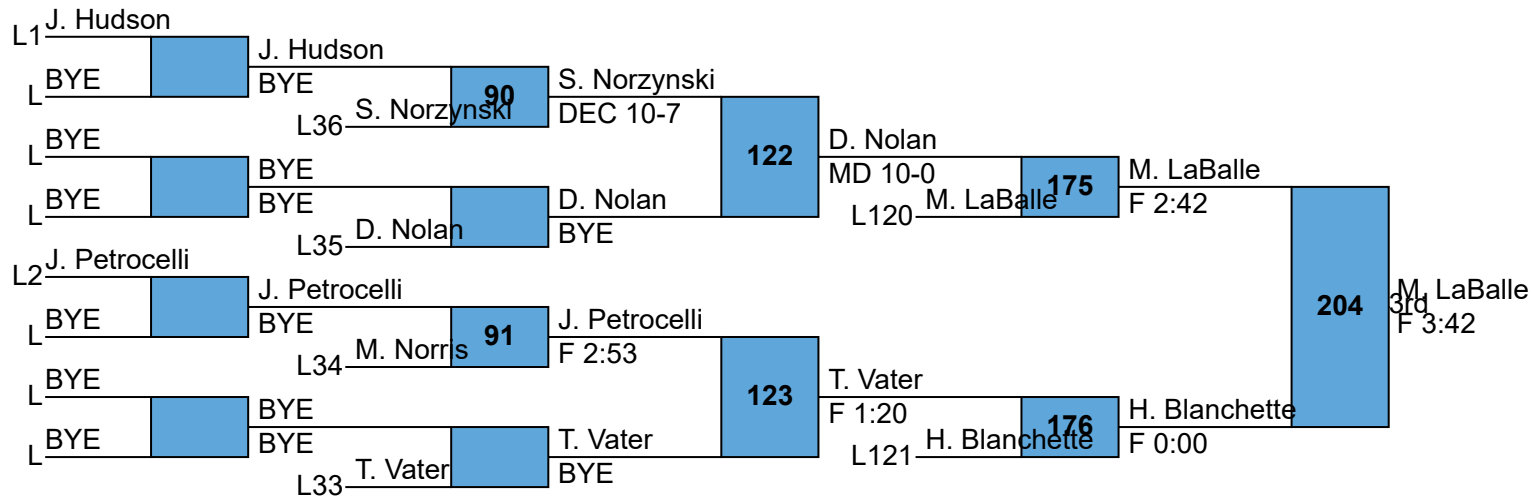 J. Hudson
L1
J. Hudson
BYE
L
BYE
90
S. Norzynski
S. Norzynski
L36
DEC 10-7
BYE
L
122
D. Nolan
BYE
MD 10-0
175
M. LaBalle
BYE
L
BYE
D. Nolan
M. LaBalle
L120
F 2:42
D. Nolan
L35
BYE
J. Petrocelli
L2
J. Petrocelli
BYE
L
BYE
91
J. Petrocelli
M. Norris
L34
F 2:53
204
M. LaBalle
3rd
F 3:42
BYE
L
123
T. Vater
BYE
F 1:20
176
H. Blanchette
BYE
L
BYE
T. Vater
H. Blanchette
L121
F 0:00
T. Vater
L33
BYE